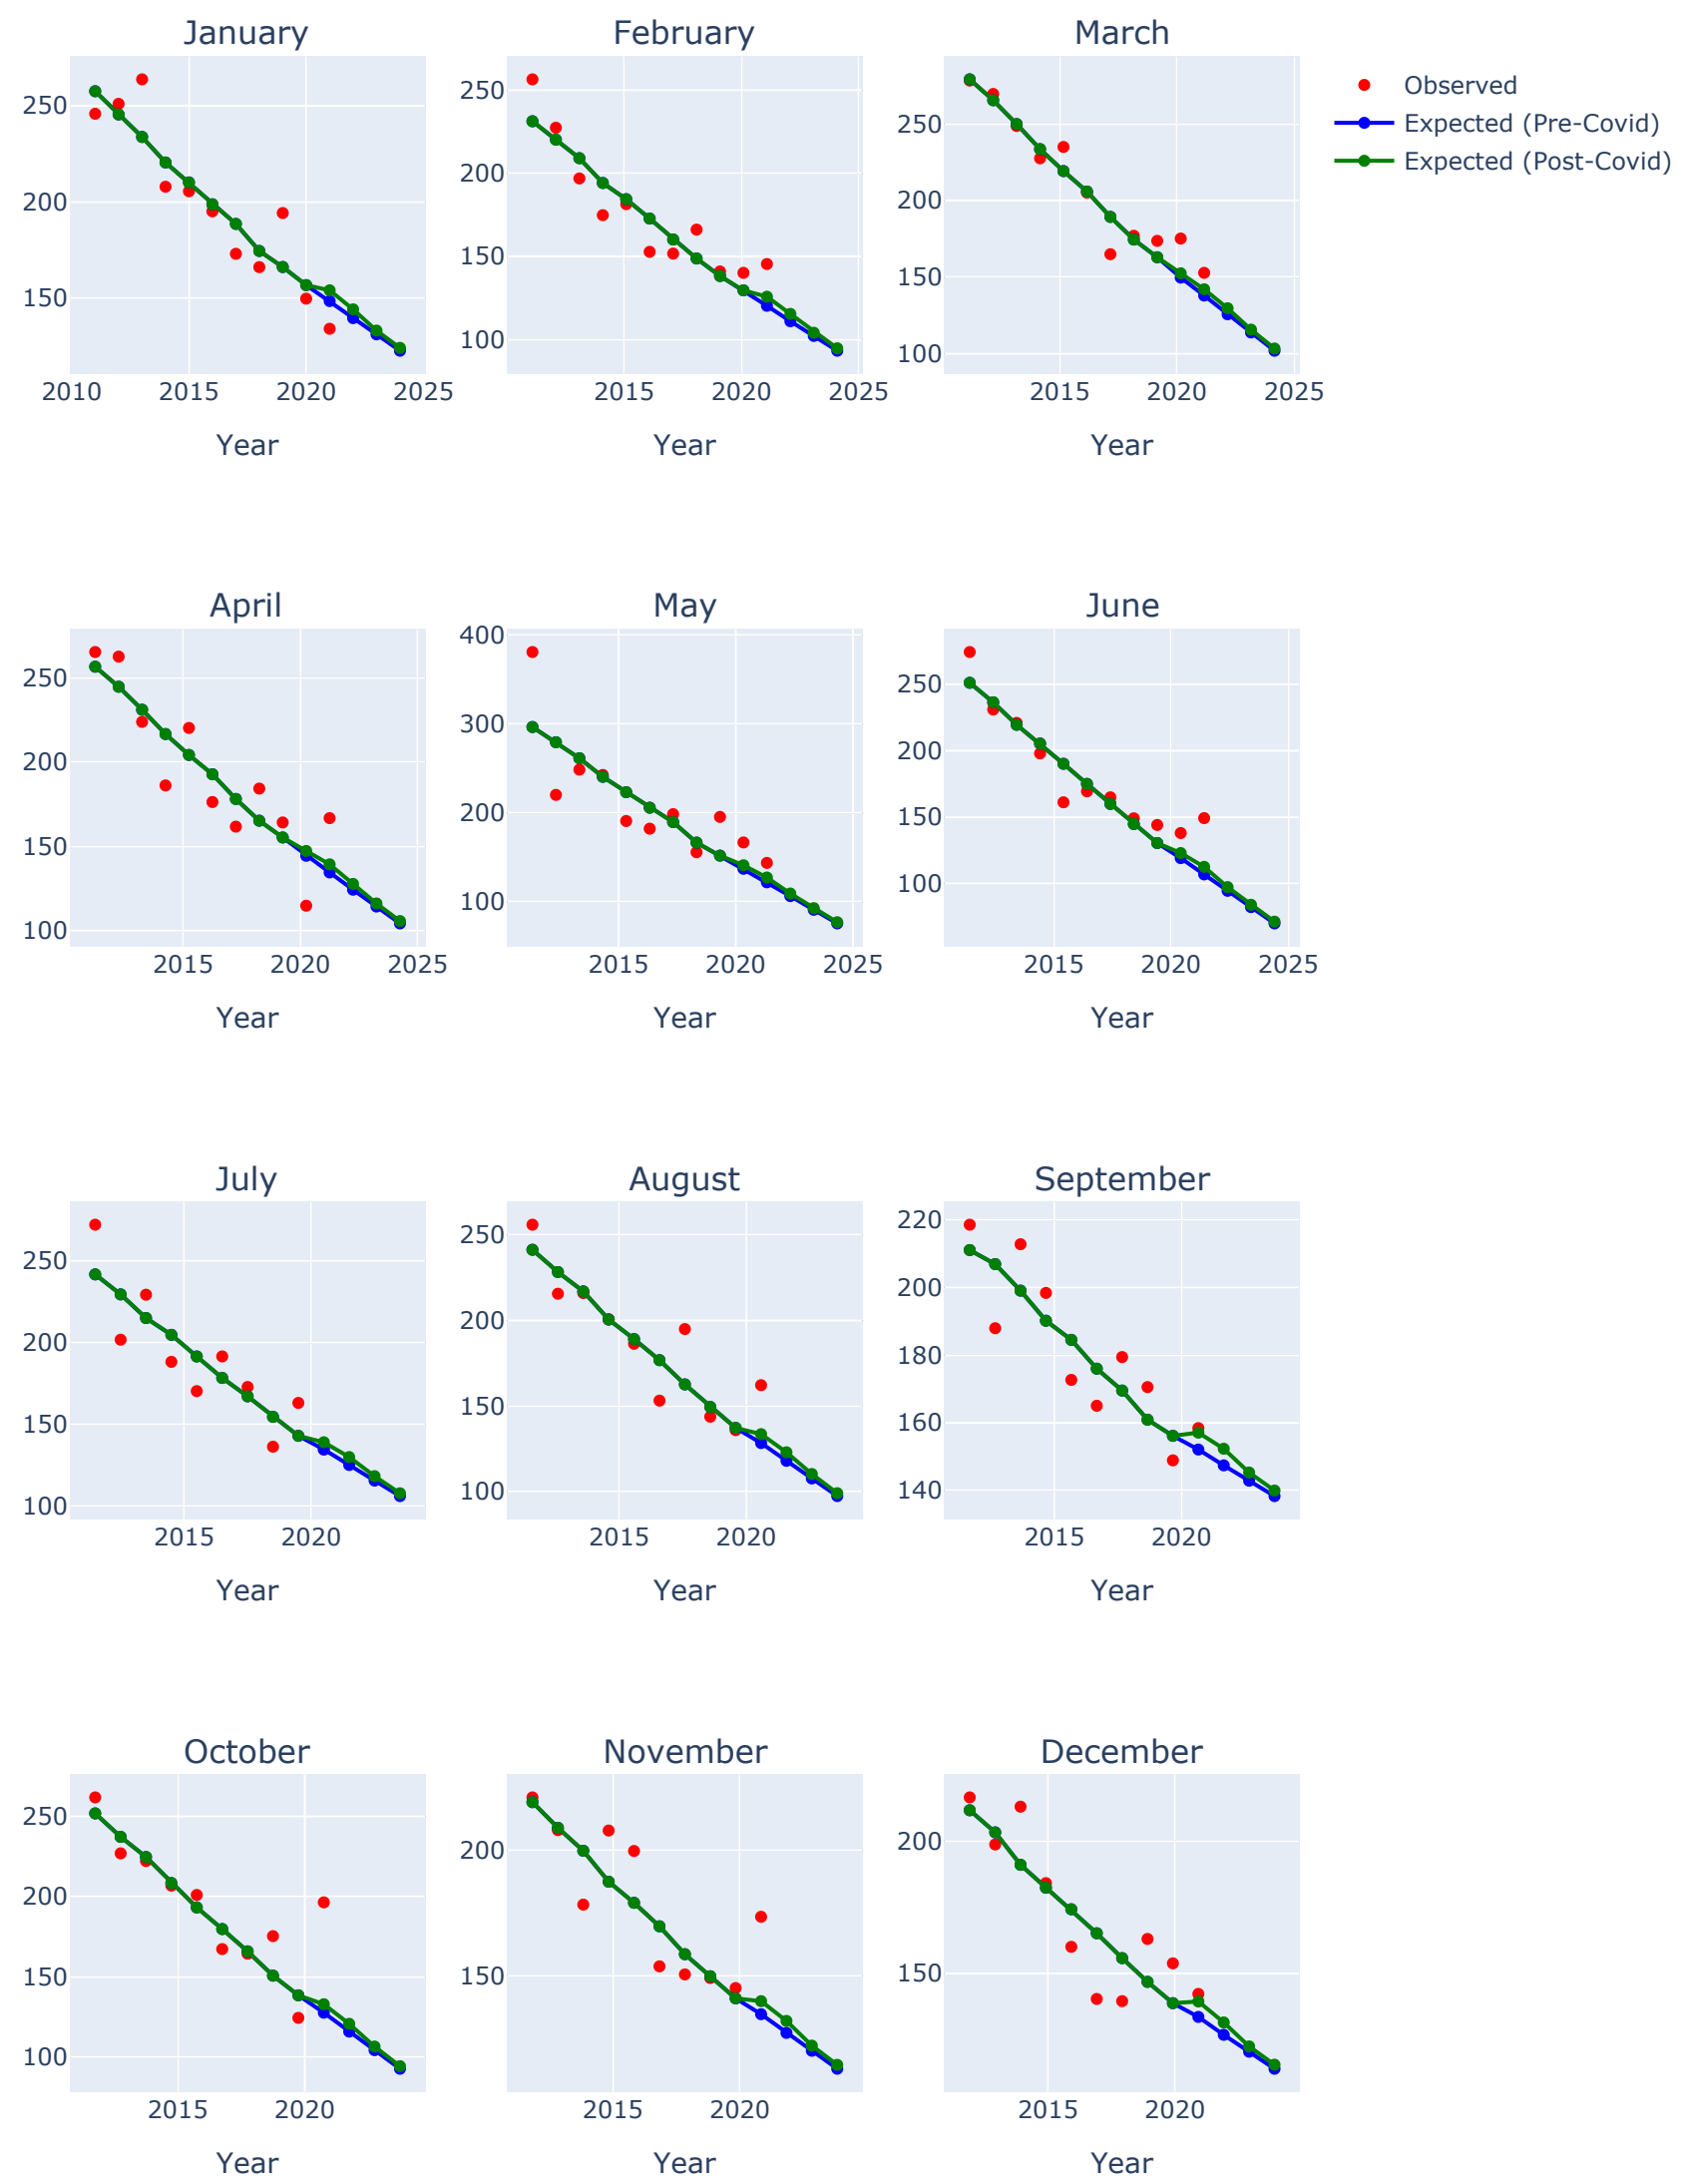 January
February
March
Observed
Expected (Pre-Covid)
Expected (Post-Covid)
250
200
150
2010 2015 2020 2025
Year
250
200
150
100
2015 2020 2025
Year
250
200
150
100
2015 2020 2025
Year
April
May
June
250
200
150
100
2015 2020 2025
Year
400
300
200
100
2015 2020 2025
Year
250
200
150
100
2015 2020 2025
Year
July
August
September
250
200
150
100
2015 2020
Year
250
200
150
100
2015 2020
Year
220
200
180
160
140
2015 2020
Year
October
November
December
250
200
150
100
2015 2020
Year
200
150
2015 2020
Year
200
150
2015 2020
Year